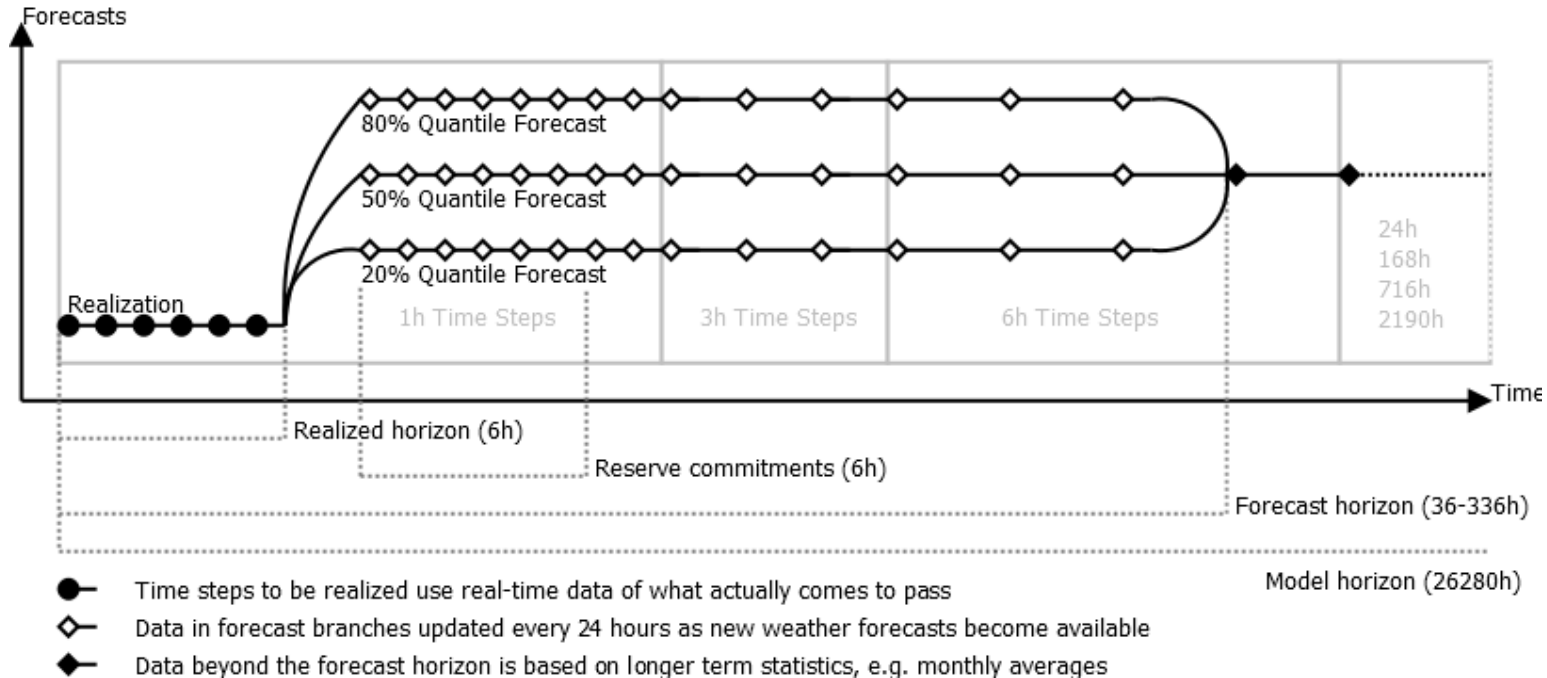 Forecasts
80% Quantile Forecast
50% Quantile Forecast
20% Quantile Forecast
Realization
1h Time Steps
3h Time Steps
6h Time Steps
24h
168h
716h
2190h
Time
Realized horizon (6h)
Reserve commitments (6h)
Forecast horizon (36-336h)
Model horizon (26280h)
Time steps to be realized use real-time data of what actually comes to pass
Data in forecast branches updated every 24 hours as new weather forecasts become available
Data beyond the forecast horizon is based on longer term statistics, e.g. monthly averages